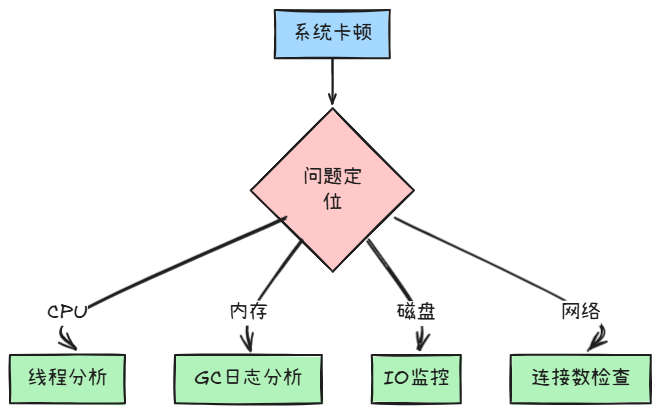 系统卡顿
问题定
位
CPU
内存
磁盘
网络
线程分析
GC日志分析
IO监控
连接数检查